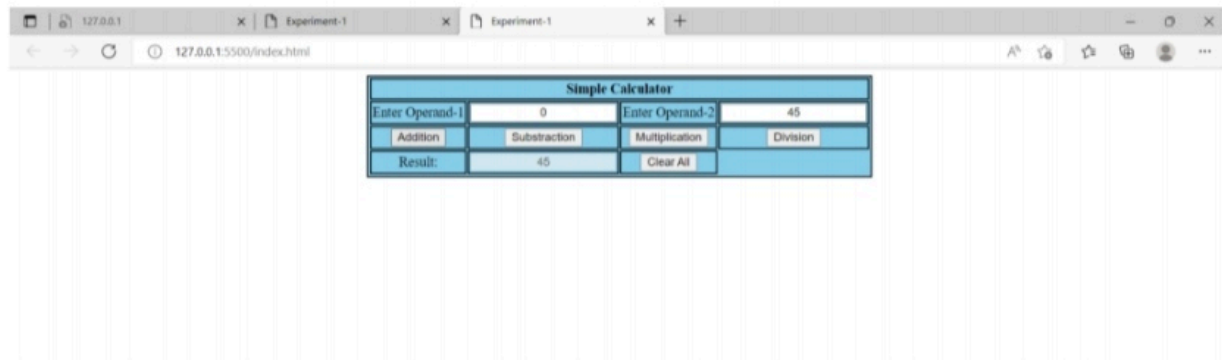 127.0.0.1 Experiment-1 Experiment-1
127.0.0.1:5500/index.html
Simple Calculator
Enter Operand-1 0 Enter Operand-2 45
Addition Substraction Multiplication Division
Result: 45 Clear All